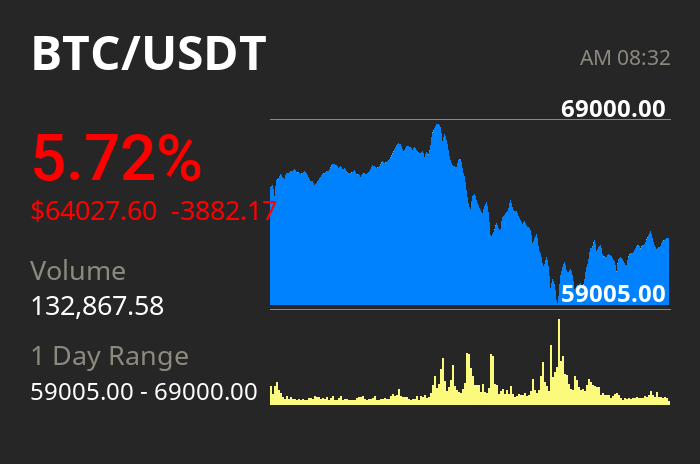 BTC/USDT
AM 08:32
69000.00
5.72%
$64027.60 -3882.17
Volume
132,867.58
59005.00
1 Day Range
59005.00 - 69000.00